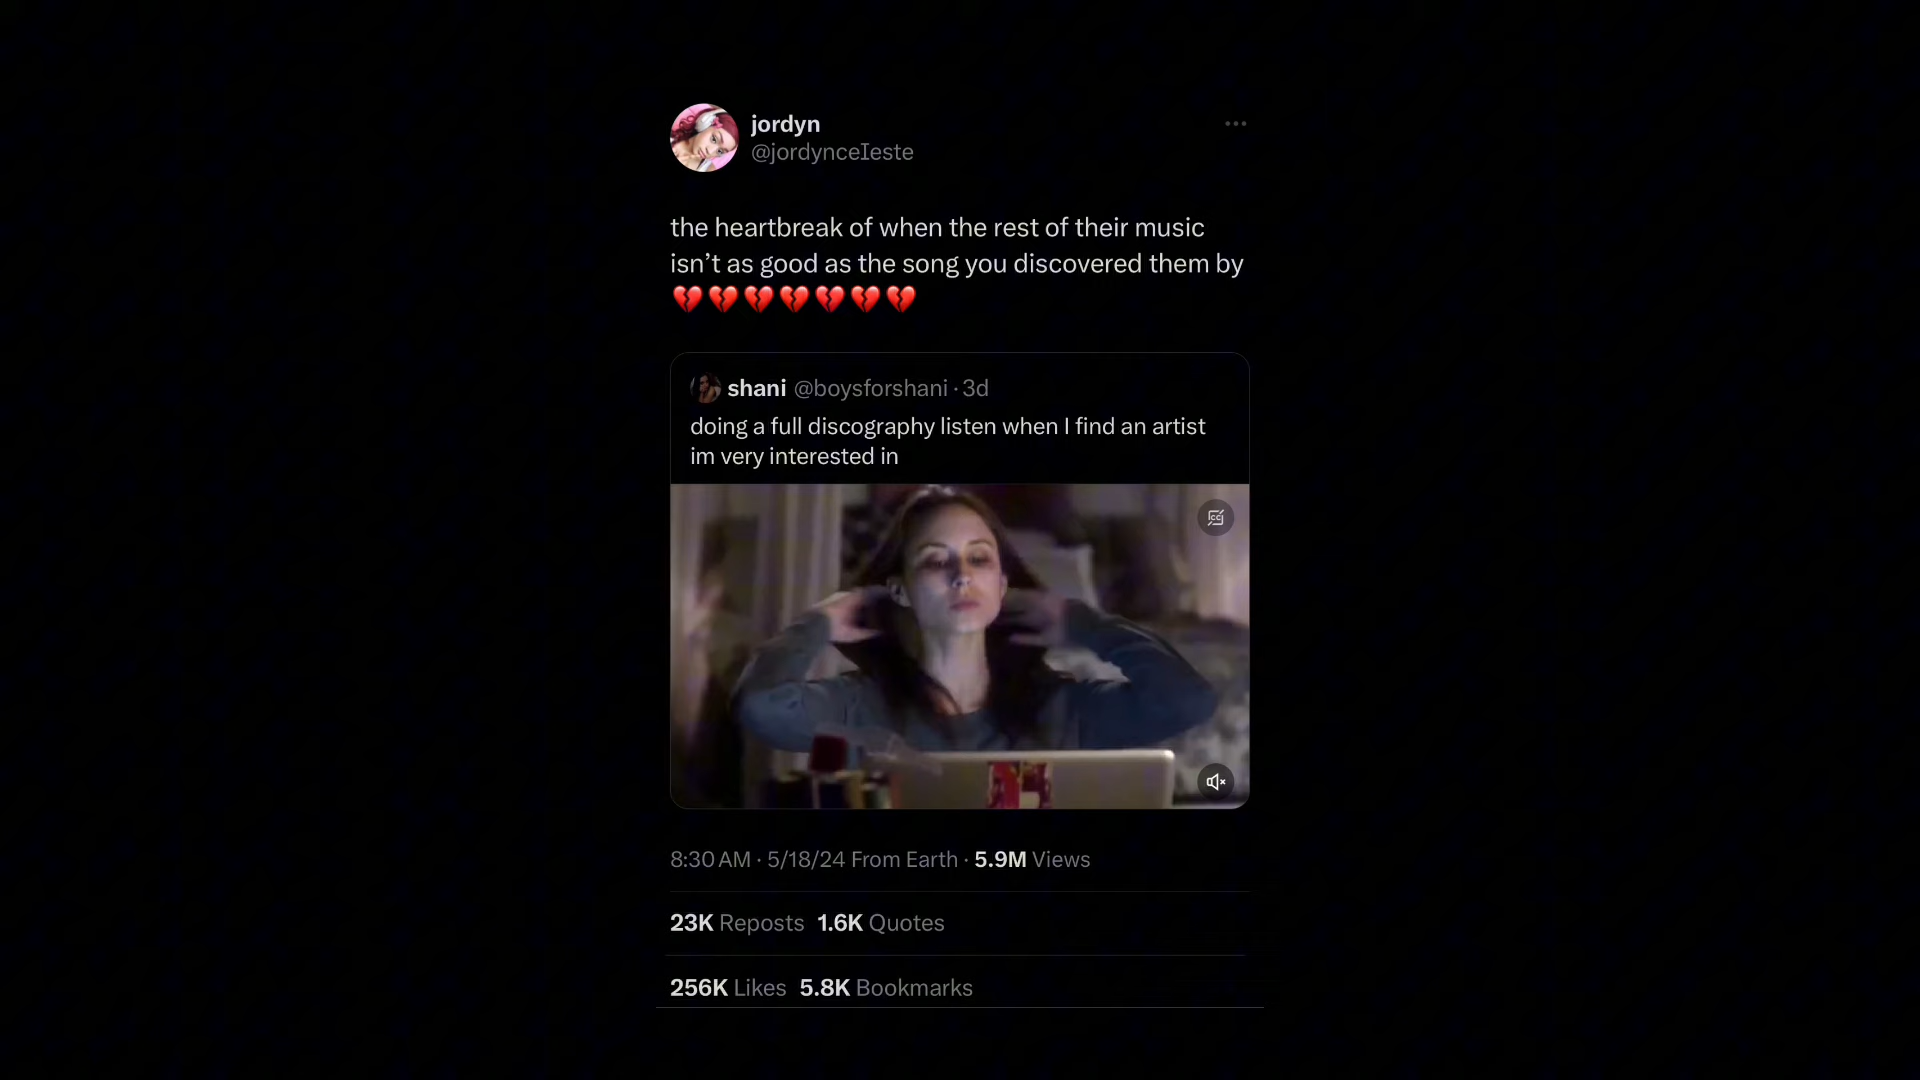 jordyn
@jordynceIeste
the heartbreak of when the rest of their music
isn’t as good as the song you discovered them by
💔💔💔💔💔💔💔
shani @boysforshani · 3d
doing a full discography listen when I find an artist
im very interested in
8:30 AM · 5/18/24 From Earth · 5.9M Views
23K Reposts 1.6K Quotes
256K Likes 5.8K Bookmarks